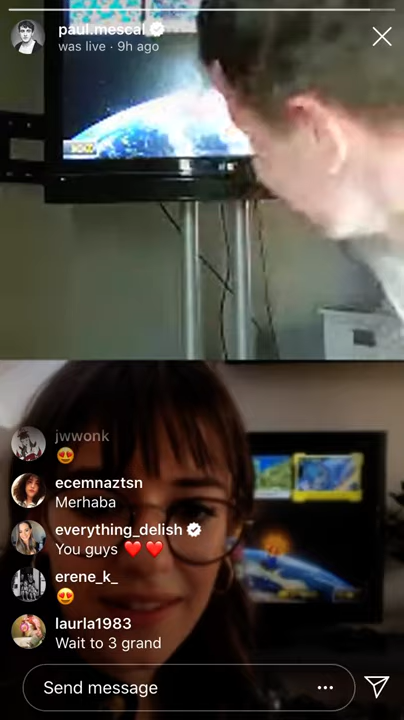 paul.mescal
was live · 9h ago
jwwonk
😍
ecemnaztsn
Merhaba
everything_delish
You guys ❤️❤️
erene_k_
😍
laurla1983
Wait to 3 grand
Send message